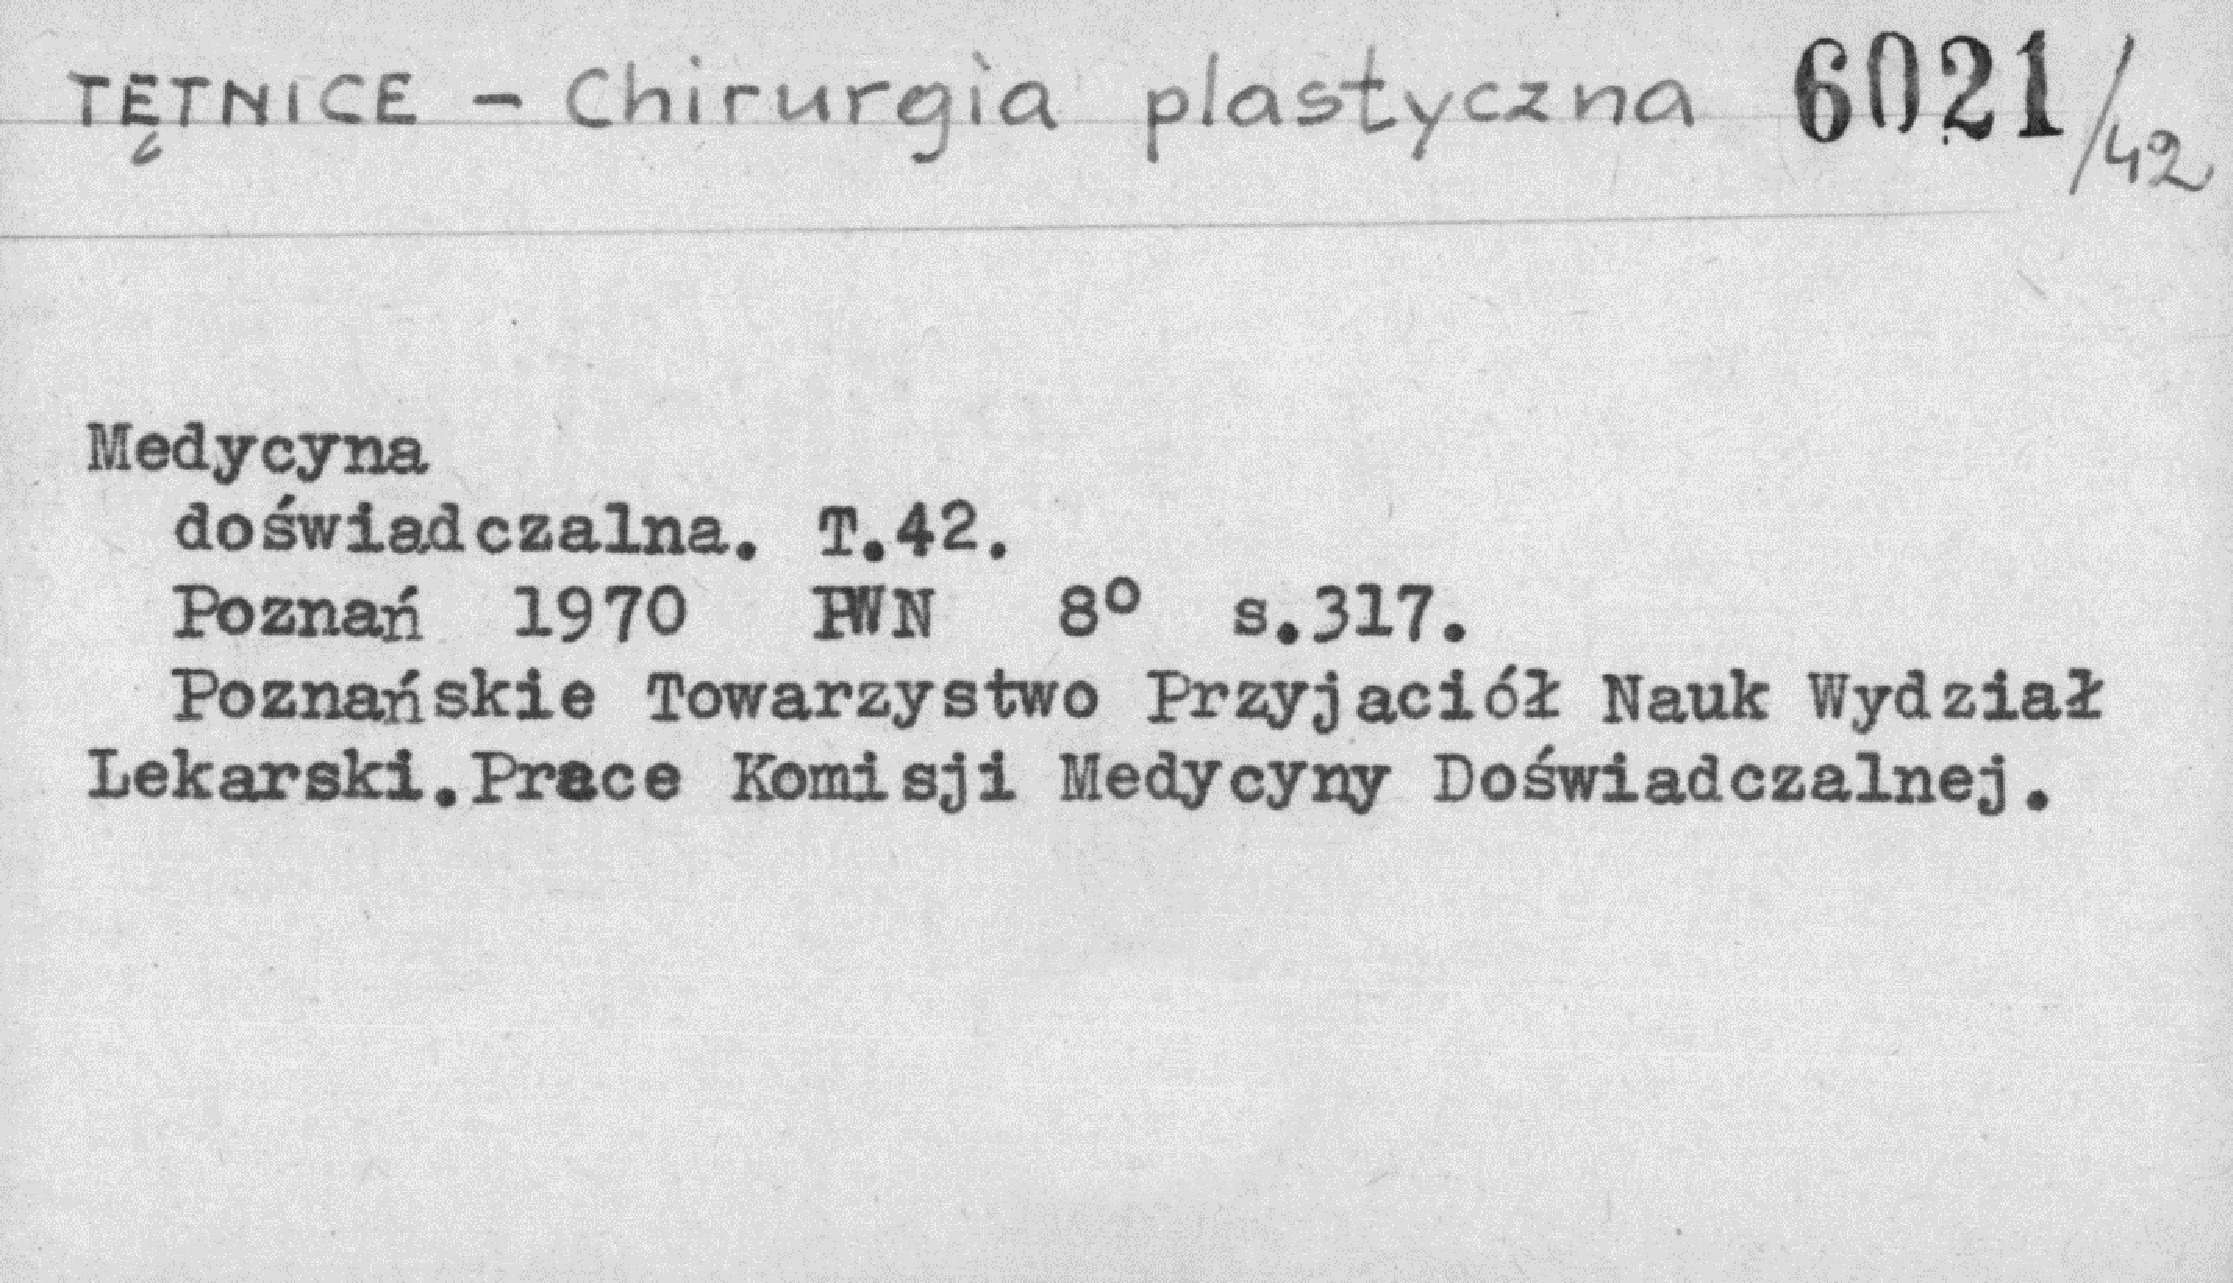 TĘTNICE - Chirurgia plastyczna 6021/42
Medycyna
doświadczalna. T.42.
Poznań 1970 PWN 8° s.317.
Poznańskie Towarzystwo Przyjaciół Nauk Wydział
Lekarski.Prace Komisji Medycyny Doświadczalnej.